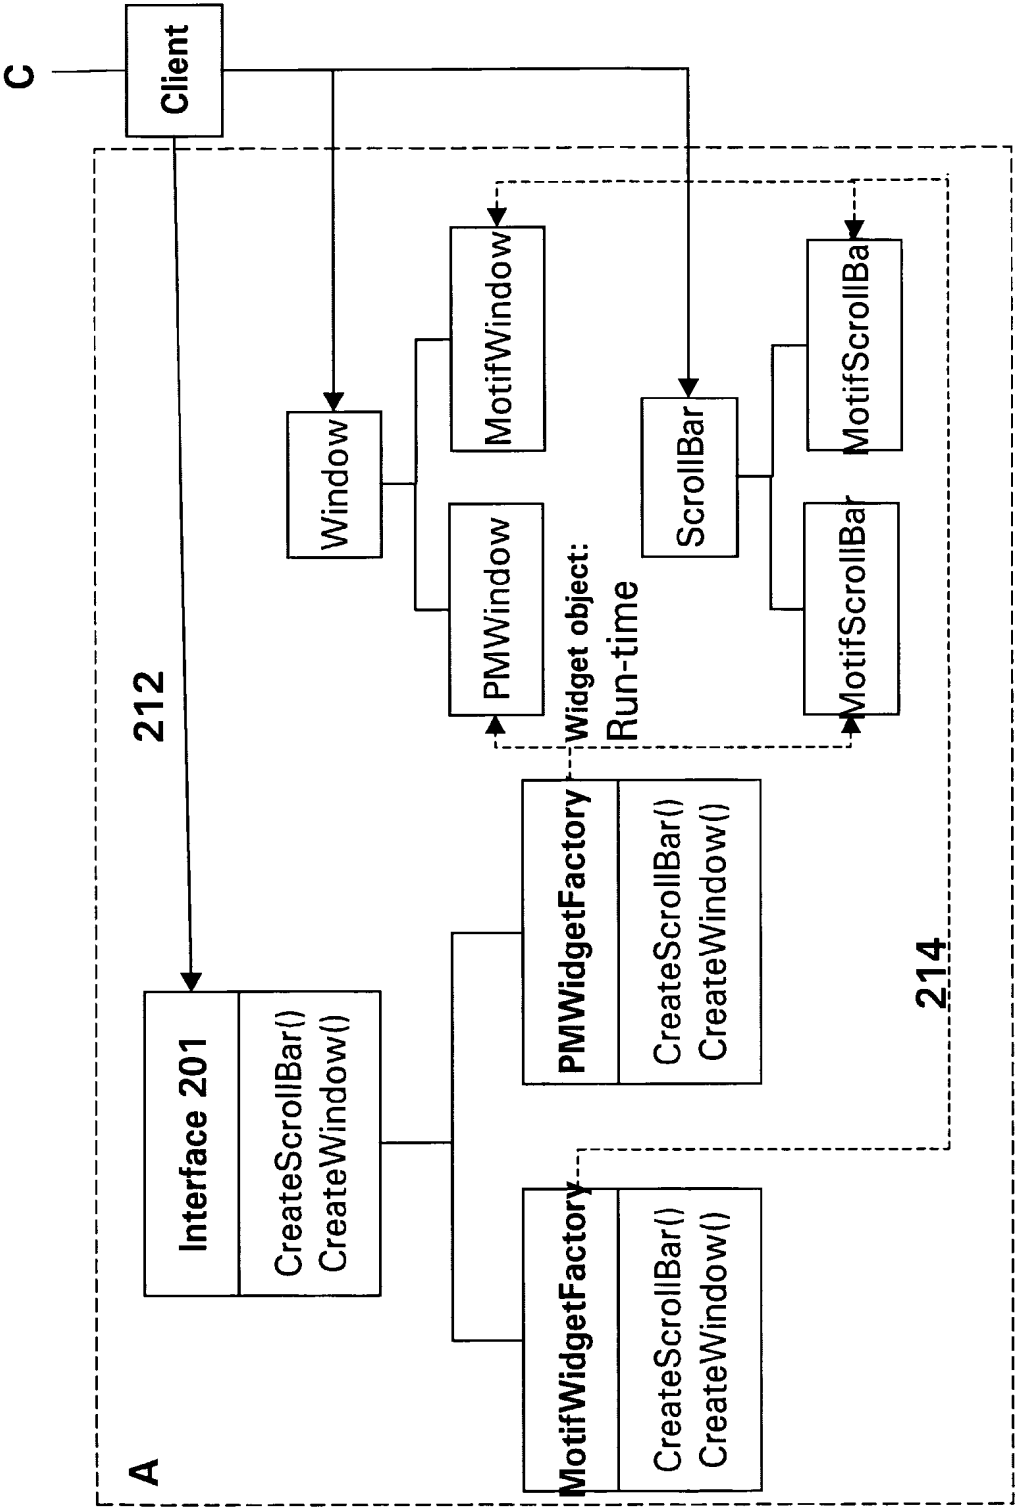 A
212
C
Client
Interface 201
CreateScrollBar()
CreateWindow()
Window
PMWindow
MotifWindow
MotifWidgetFactory
CreateScrollBar()
CreateWindow()
PMWidgetFactory
CreateScrollBar()
CreateWindow()
Widget object:
Run-time
ScrollBar
MotifScrollBar
MotifScrollBa
214